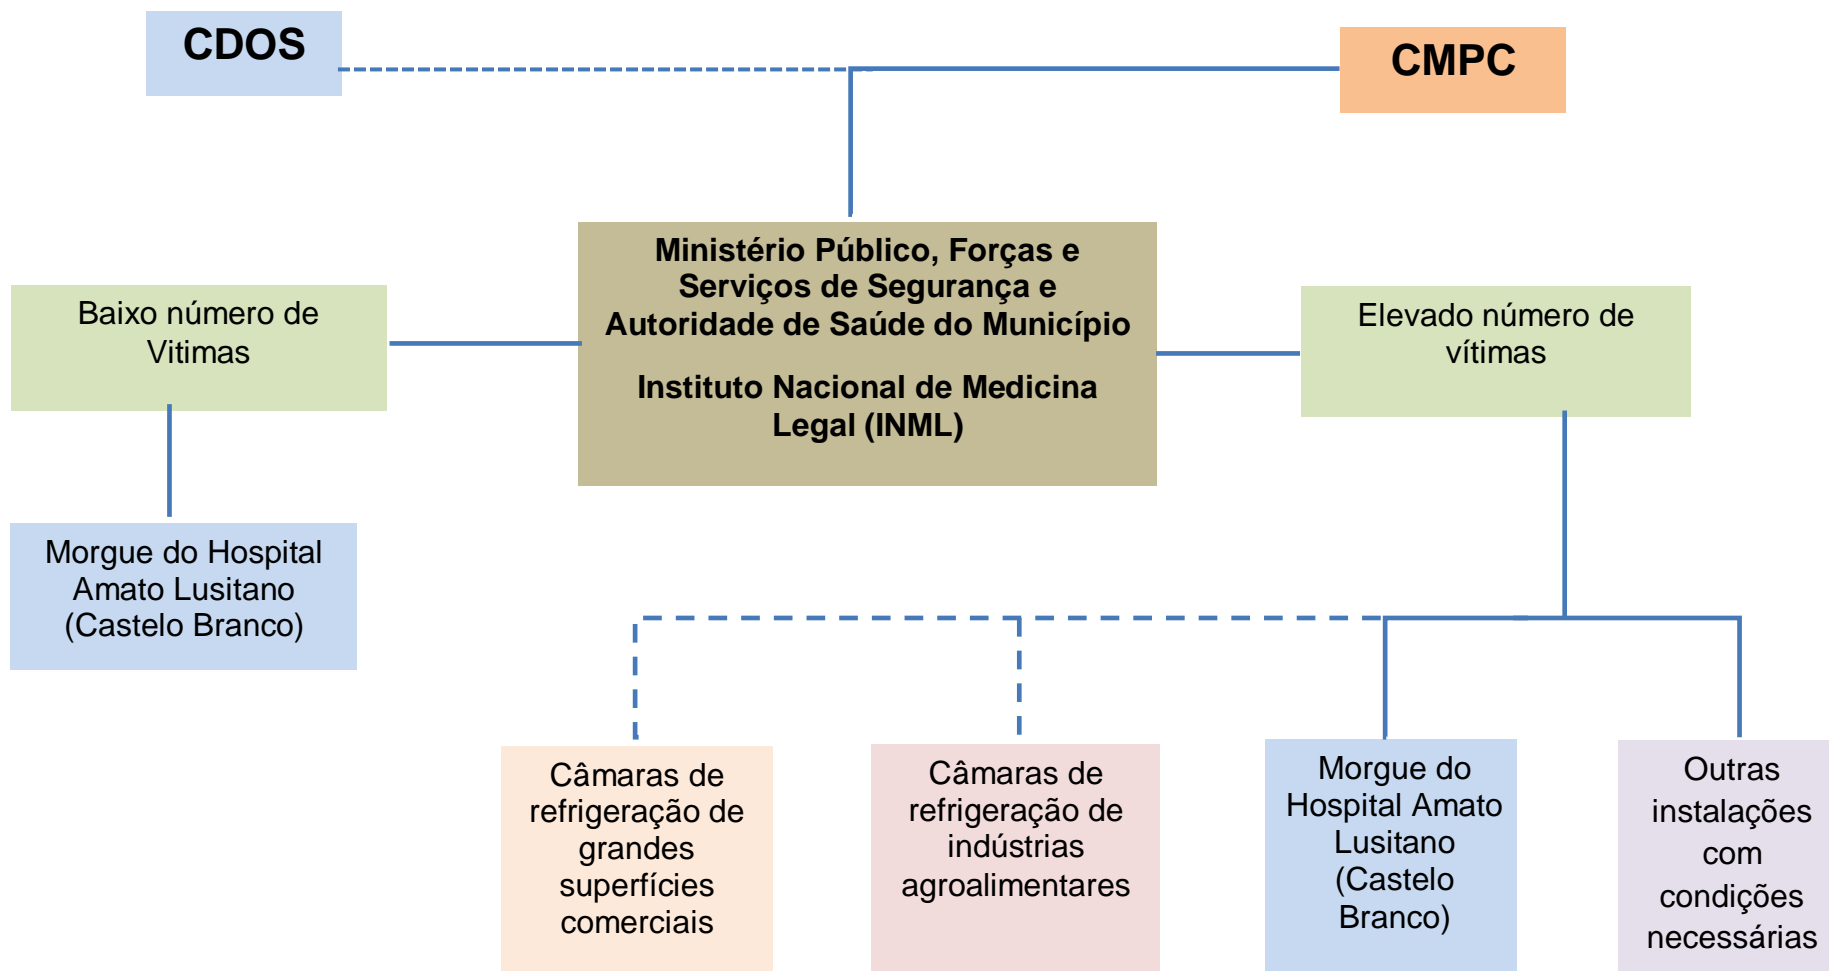 CDOS
CMPC
Ministério Público, Forças e
Serviços de Segurança e
Autoridade de Saúde do Município
Instituto Nacional de Medicina
Legal (INML)
Baixo número de
Vitimas
Elevado número de
vítimas
Morgue do Hospital
Amato Lusitano
(Castelo Branco)
Câmaras de
refrigeração de
grandes
superfícies
comerciais
Câmaras de
refrigeração de
indústrias
agroalimentares
Morgue do
Hospital Amato
Lusitano
(Castelo
Branco)
Outras
instalações
com
condições
necessárias